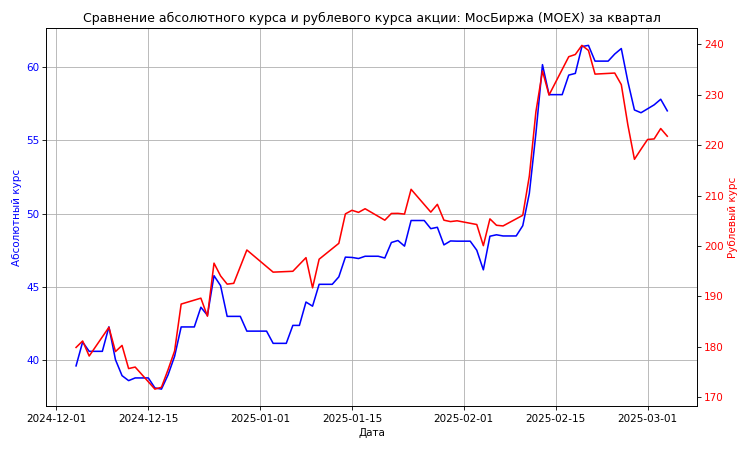 Сравнение абсолютного курса и рублевого курса акции: МосБиржа (MOEX) за квартал
Абсолютный курс
60
55
50
45
40
240
230
220
210
200
190
180
170
Рублевый курс
2024-12-01 2024-12-15 2025-01-01 2025-01-15 2025-02-01 2025-02-15 2025-03-01
Дата